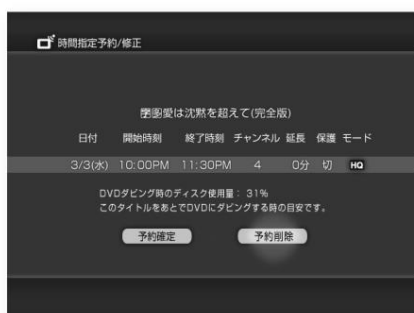 時間指定予約/修正
愛は沈黙を超えて(完全版)
日付 開始時刻 終了時刻 チャンネル 延長 保護 モード
3/3(水) 10:00PM 11:30PM 4 0分 切 HQ
DVDダビング時のディスク使用量: 31%
このタイトルをあとでDVDにダビングする時の目安です。
予約確定 予約削除